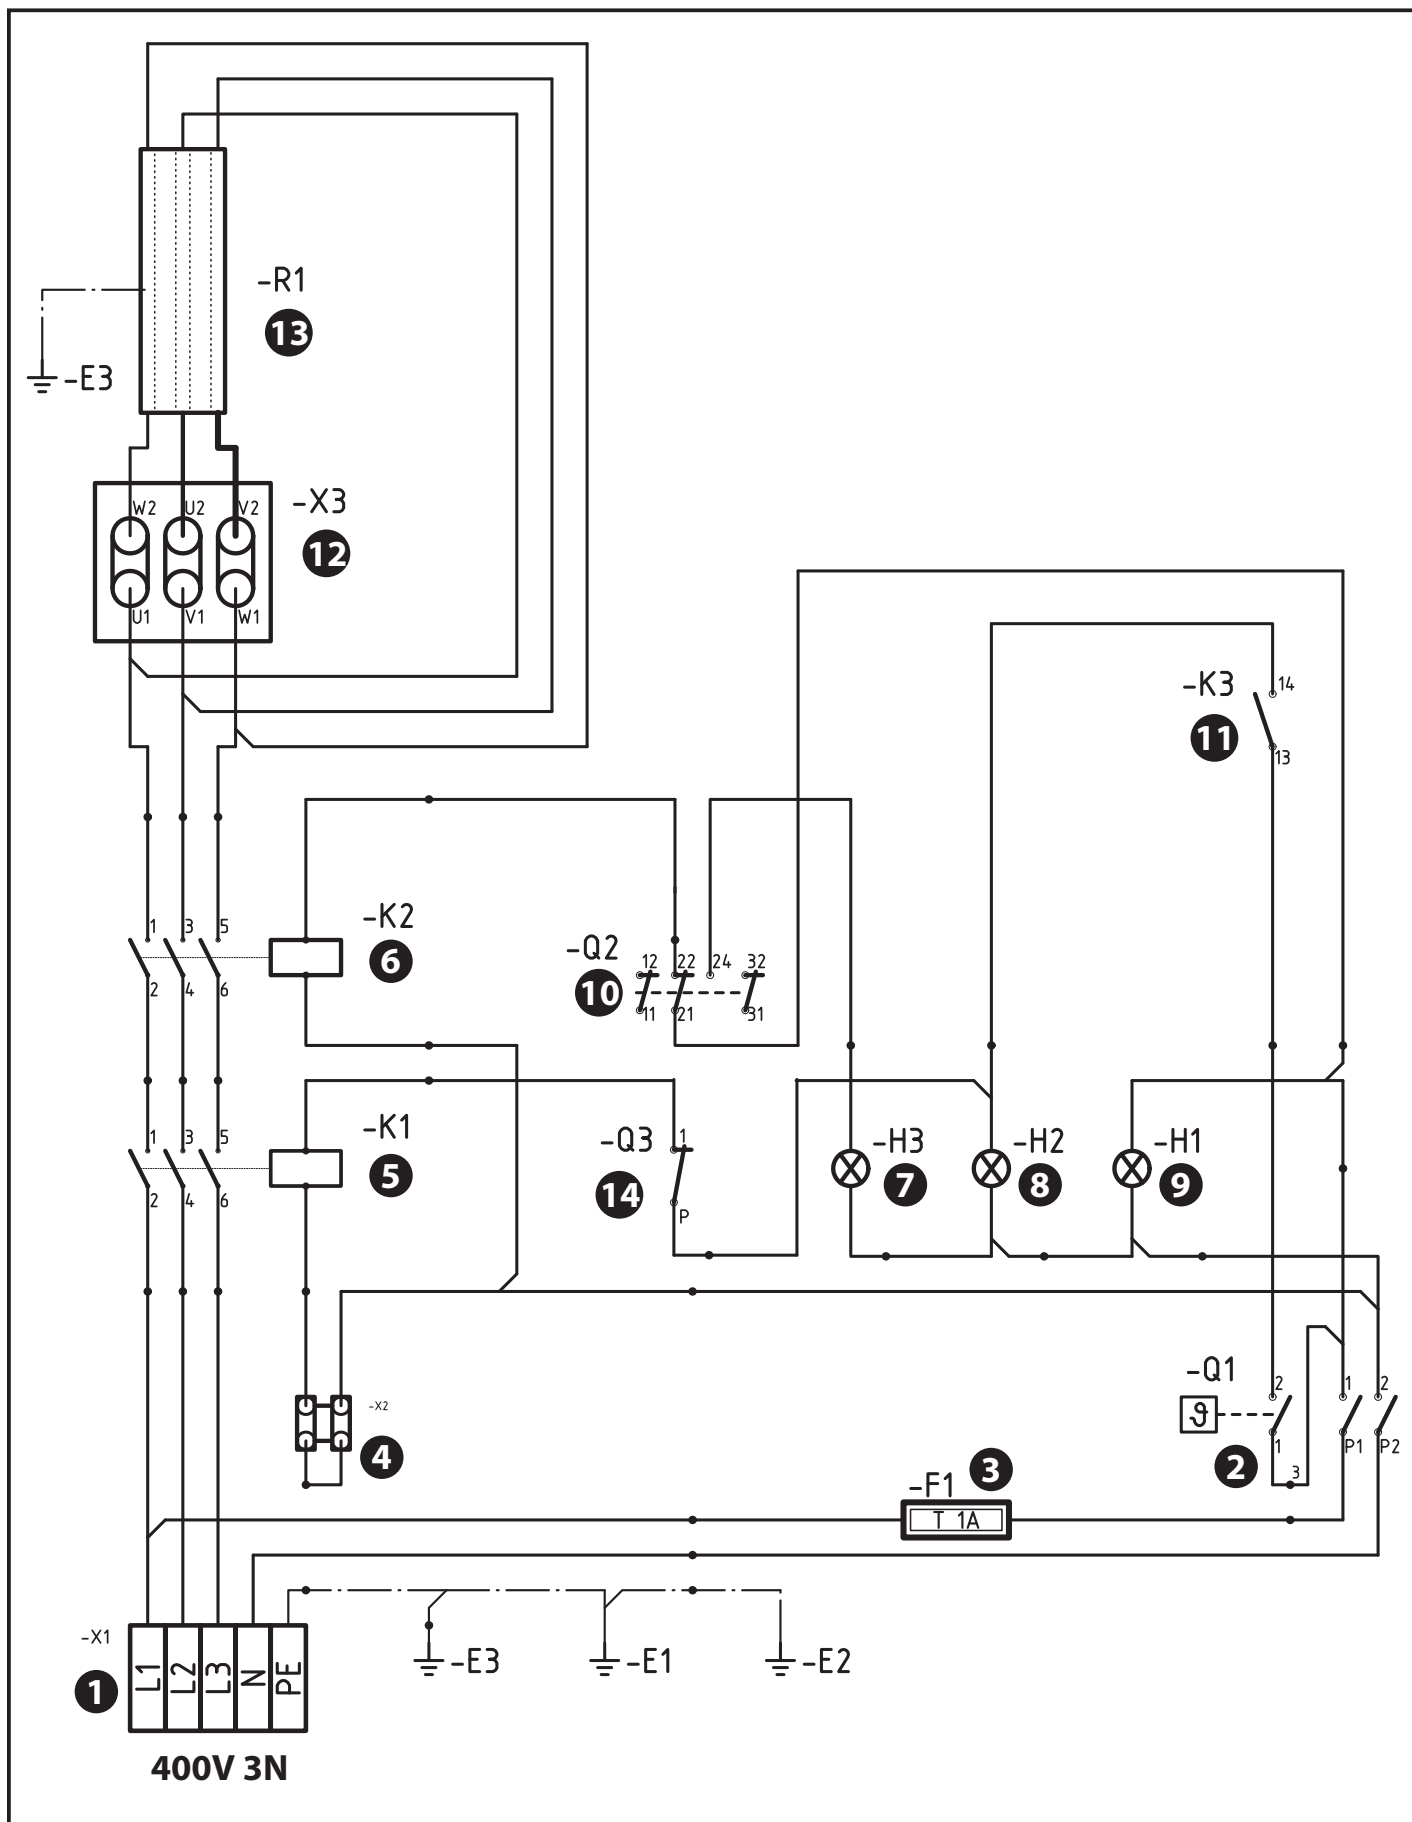 -R1
13
-E3
-X3
12
W2 U2 V2
U1 V1 W1
-K3
14
11
13
-K2
6
1 3 5
2 4 6
-Q2
10
12 22 24 32
11 21 31
-K1
5
1 3 5
2 4 6
-Q3
14
1
P
-H3
7
-H2
8
-H1
9
-X2
4
-Q1
ϑ
2
2 1 2
1 P1 P2
3
-F1
3
T 1A
-X1
1
L1 L2 L3 N PE
-E3 -E1 -E2
400V 3N